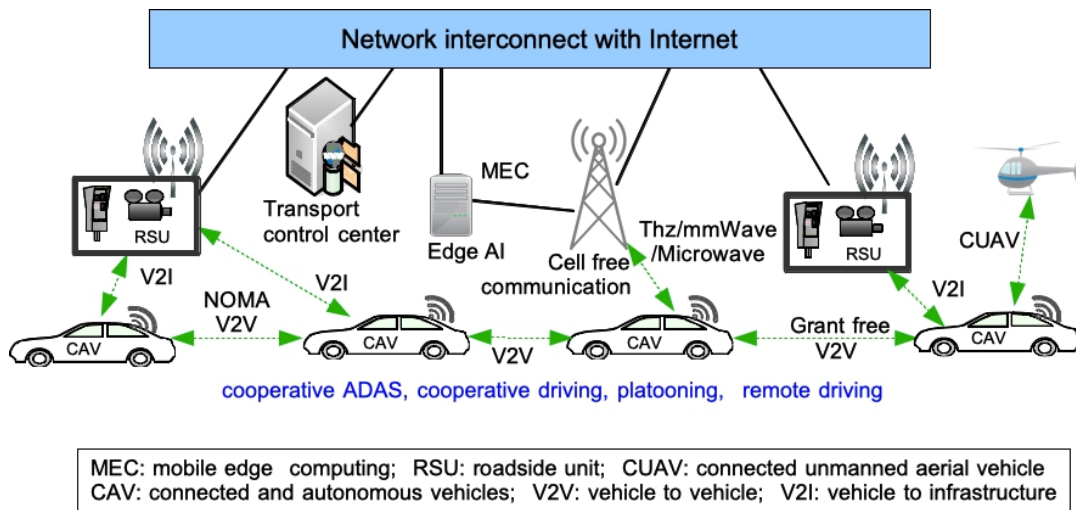 Network interconnect with Internet
MEC
RSU
Transport
control center
Edge AI
Cell free
communication
Thz/mmWave
/Microwave
RSU
CUAV
V2I
V2I
V2I
NOMA
V2V
V2V
Grant free
V2V
CAV
CAV
CAV
CAV
cooperative ADAS, cooperative driving, platooning, remote driving
MEC: mobile edge computing; RSU: roadside unit; CUAV: connected unmanned aerial vehicle
CAV: connected and autonomous vehicles; V2V: vehicle to vehicle; V2I: vehicle to infrastructure